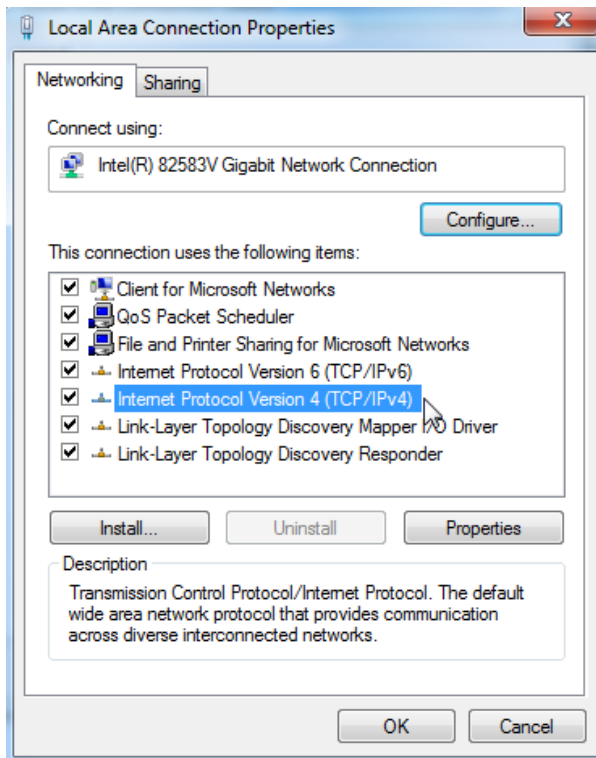 Local Area Connection Properties
Networking
Sharing
Connect using:
Intel(R) 82583V Gigabit Network Connection
Configure...
This connection uses the following items:
Client for Microsoft Networks
QoS Packet Scheduler
File and Printer Sharing for Microsoft Networks
Internet Protocol Version 6 (TCP/IPv6)
Internet Protocol Version 4 (TCP/IPv4)
Link-Layer Topology Discovery Mapper I/O Driver
Link-Layer Topology Discovery Responder
Install...
Uninstall
Properties
Description
Transmission Control Protocol/Internet Protocol. The default
wide area network protocol that provides communication
across diverse interconnected networks.
OK
Cancel